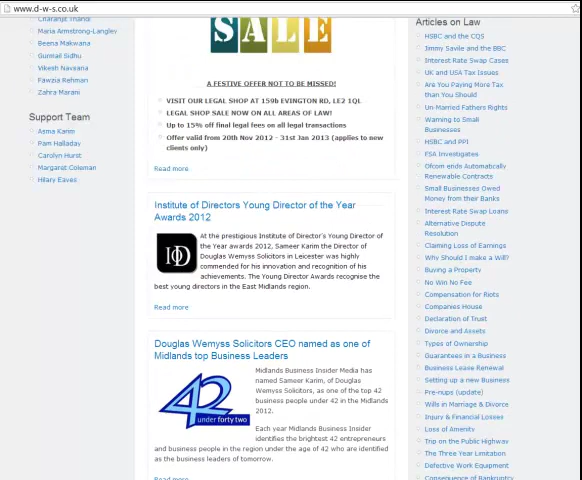 www.d-w-s.co.uk
Charanjit Thandi
Maria Armstrong-Langley
Beena Makwana
Gurmail Sidhu
Vikesh Navsaria
Fawzia Rehman
Zahra Marani
Support Team
Asma Karim
Pam Halladay
Carolyn Hurst
Margaret Coleman
Hilary Eaves
SALE
A FESTIVE OFFER NOT TO BE MISSED!
VISIT OUR LEGAL SHOP AT 159b EVINGTON RD, LE2 1QL
LEGAL SHOP SALE NOW ON ALL AREAS OF LAW!
Up to 15% off final legal fees on all legal transactions
Offer valid from 20th Nov 2012 - 31st Jan 2013 (applies to new
clients only)
Read more
Institute of Directors Young Director of the Year
Awards 2012
IOD
At the prestigious Institute of Director's Young Director of
the Year awards 2012, Sameer Karim the Director of
Douglas Wemyss Solicitors in Leicester was highly
commended for his innovation and recognition of his
achievements. The Young Director Awards recognise the
best young directors in the East Midlands region.
Read more
Douglas Wemyss Solicitors CEO named as one of
Midlands top Business Leaders
42
under forty two
Midlands Business Insider Media has
named Sameer Karim, of Douglas
Wemyss Solicitors, as one of the top 42
business people under 42 in the Midlands
2012.
Each year Midlands Business Insider
identifies the brightest 42 entrepreneurs
and business people in the region under the age of 42 who are identified
as the business leaders of tomorrow.
Read more
Articles on Law
HSBC and the CQS
Jimmy Savile and the BBC
Interest Rate Swap Cases
UK and USA Tax Issues
Are You Paying More Tax
than You Should
Un-Married Fathers Rights
Warning to Small
Businesses
HSBC and PPI
FSA Investigates
Ofcom ends Automatically
Renewable Contracts
Small Businesses Owed
Money from their Banks
Interest Rate Swap Loans
Alternative Dispute
Resolution
Claiming Loss of Earnings
Why Should I make a Will?
Buying a Property
No Win No Fee
Compensation for Riots
Companies House
Declaration of Trust
Divorce and Assets
Types of Ownership
Guarantees in a Business
Business Lease Renewal
Setting up a new Business
Pre-nups (update)
Wills in Marriage & Divorce
Injury & Financial Losses
Loss of Amenity
Trip on the Public Highway
The Three Year Limitation
Defective Work Equipment
Consequence of Bankruptcy